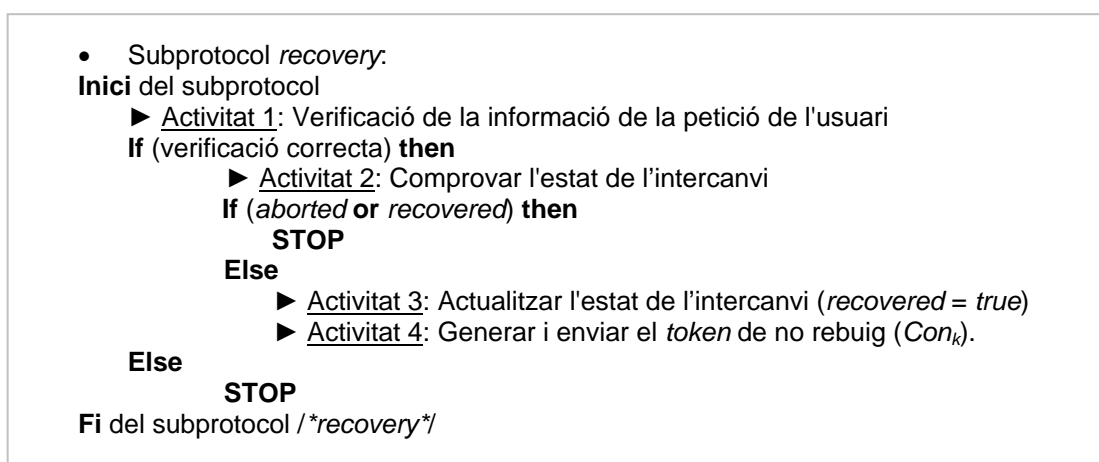 • Subprotocol recovery:
Inici del subprotocol
► Activitat 1: Verificació de la informació de la petició de l'usuari
If (verificació correcta) then
► Activitat 2: Comprovar l'estat de l’intercanvi
If (aborted or recovered) then
STOP
Else
► Activitat 3: Actualitzar l'estat de l’intercanvi (recovered = true)
► Activitat 4: Generar i enviar el token de no rebuig (Conk).
Else
STOP
Fi del subprotocol /*recovery*/